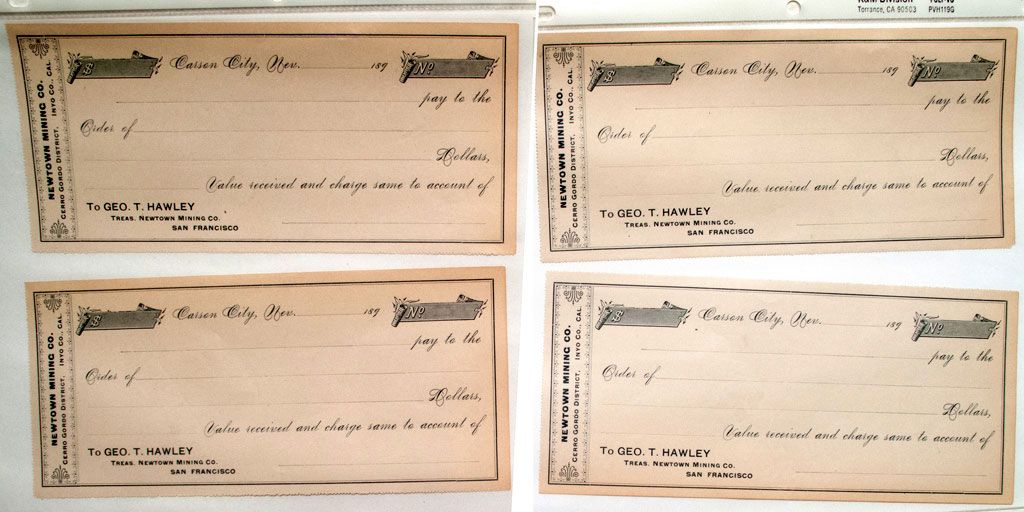 Torrance, CA 90503 PVH119G
NEWTOWN MINING CO.
CERRO GORDO DISTRICT, INYO CO., CAL.
$ Carson City, Nev. 189 No
pay to the
Order of
Dollars,
Value received and charge same to account of
To GEO. T. HAWLEY
TREAS. NEWTOWN MINING CO.
SAN FRANCISCO
NEWTOWN MINING CO.
CERRO GORDO DISTRICT, INYO CO., CAL.
$ Carson City, Nev. 189 No
pay to the
Order of
Dollars,
Value received and charge same to account of
To GEO. T. HAWLEY
TREAS. NEWTOWN MINING CO.
SAN FRANCISCO
NEWTOWN MINING CO.
CERRO GORDO DISTRICT, INYO CO., CAL.
$ Carson City, Nev. 189 No
pay to the
Order of
Dollars,
Value received and charge same to account of
To GEO. T. HAWLEY
TREAS. NEWTOWN MINING CO.
SAN FRANCISCO
NEWTOWN MINING CO.
CERRO GORDO DISTRICT, INYO CO., CAL.
$ Carson City, Nev. 189 No
pay to the
Order of
Dollars,
Value received and charge same to account of
To GEO. T. HAWLEY
TREAS. NEWTOWN MINING CO.
SAN FRANCISCO